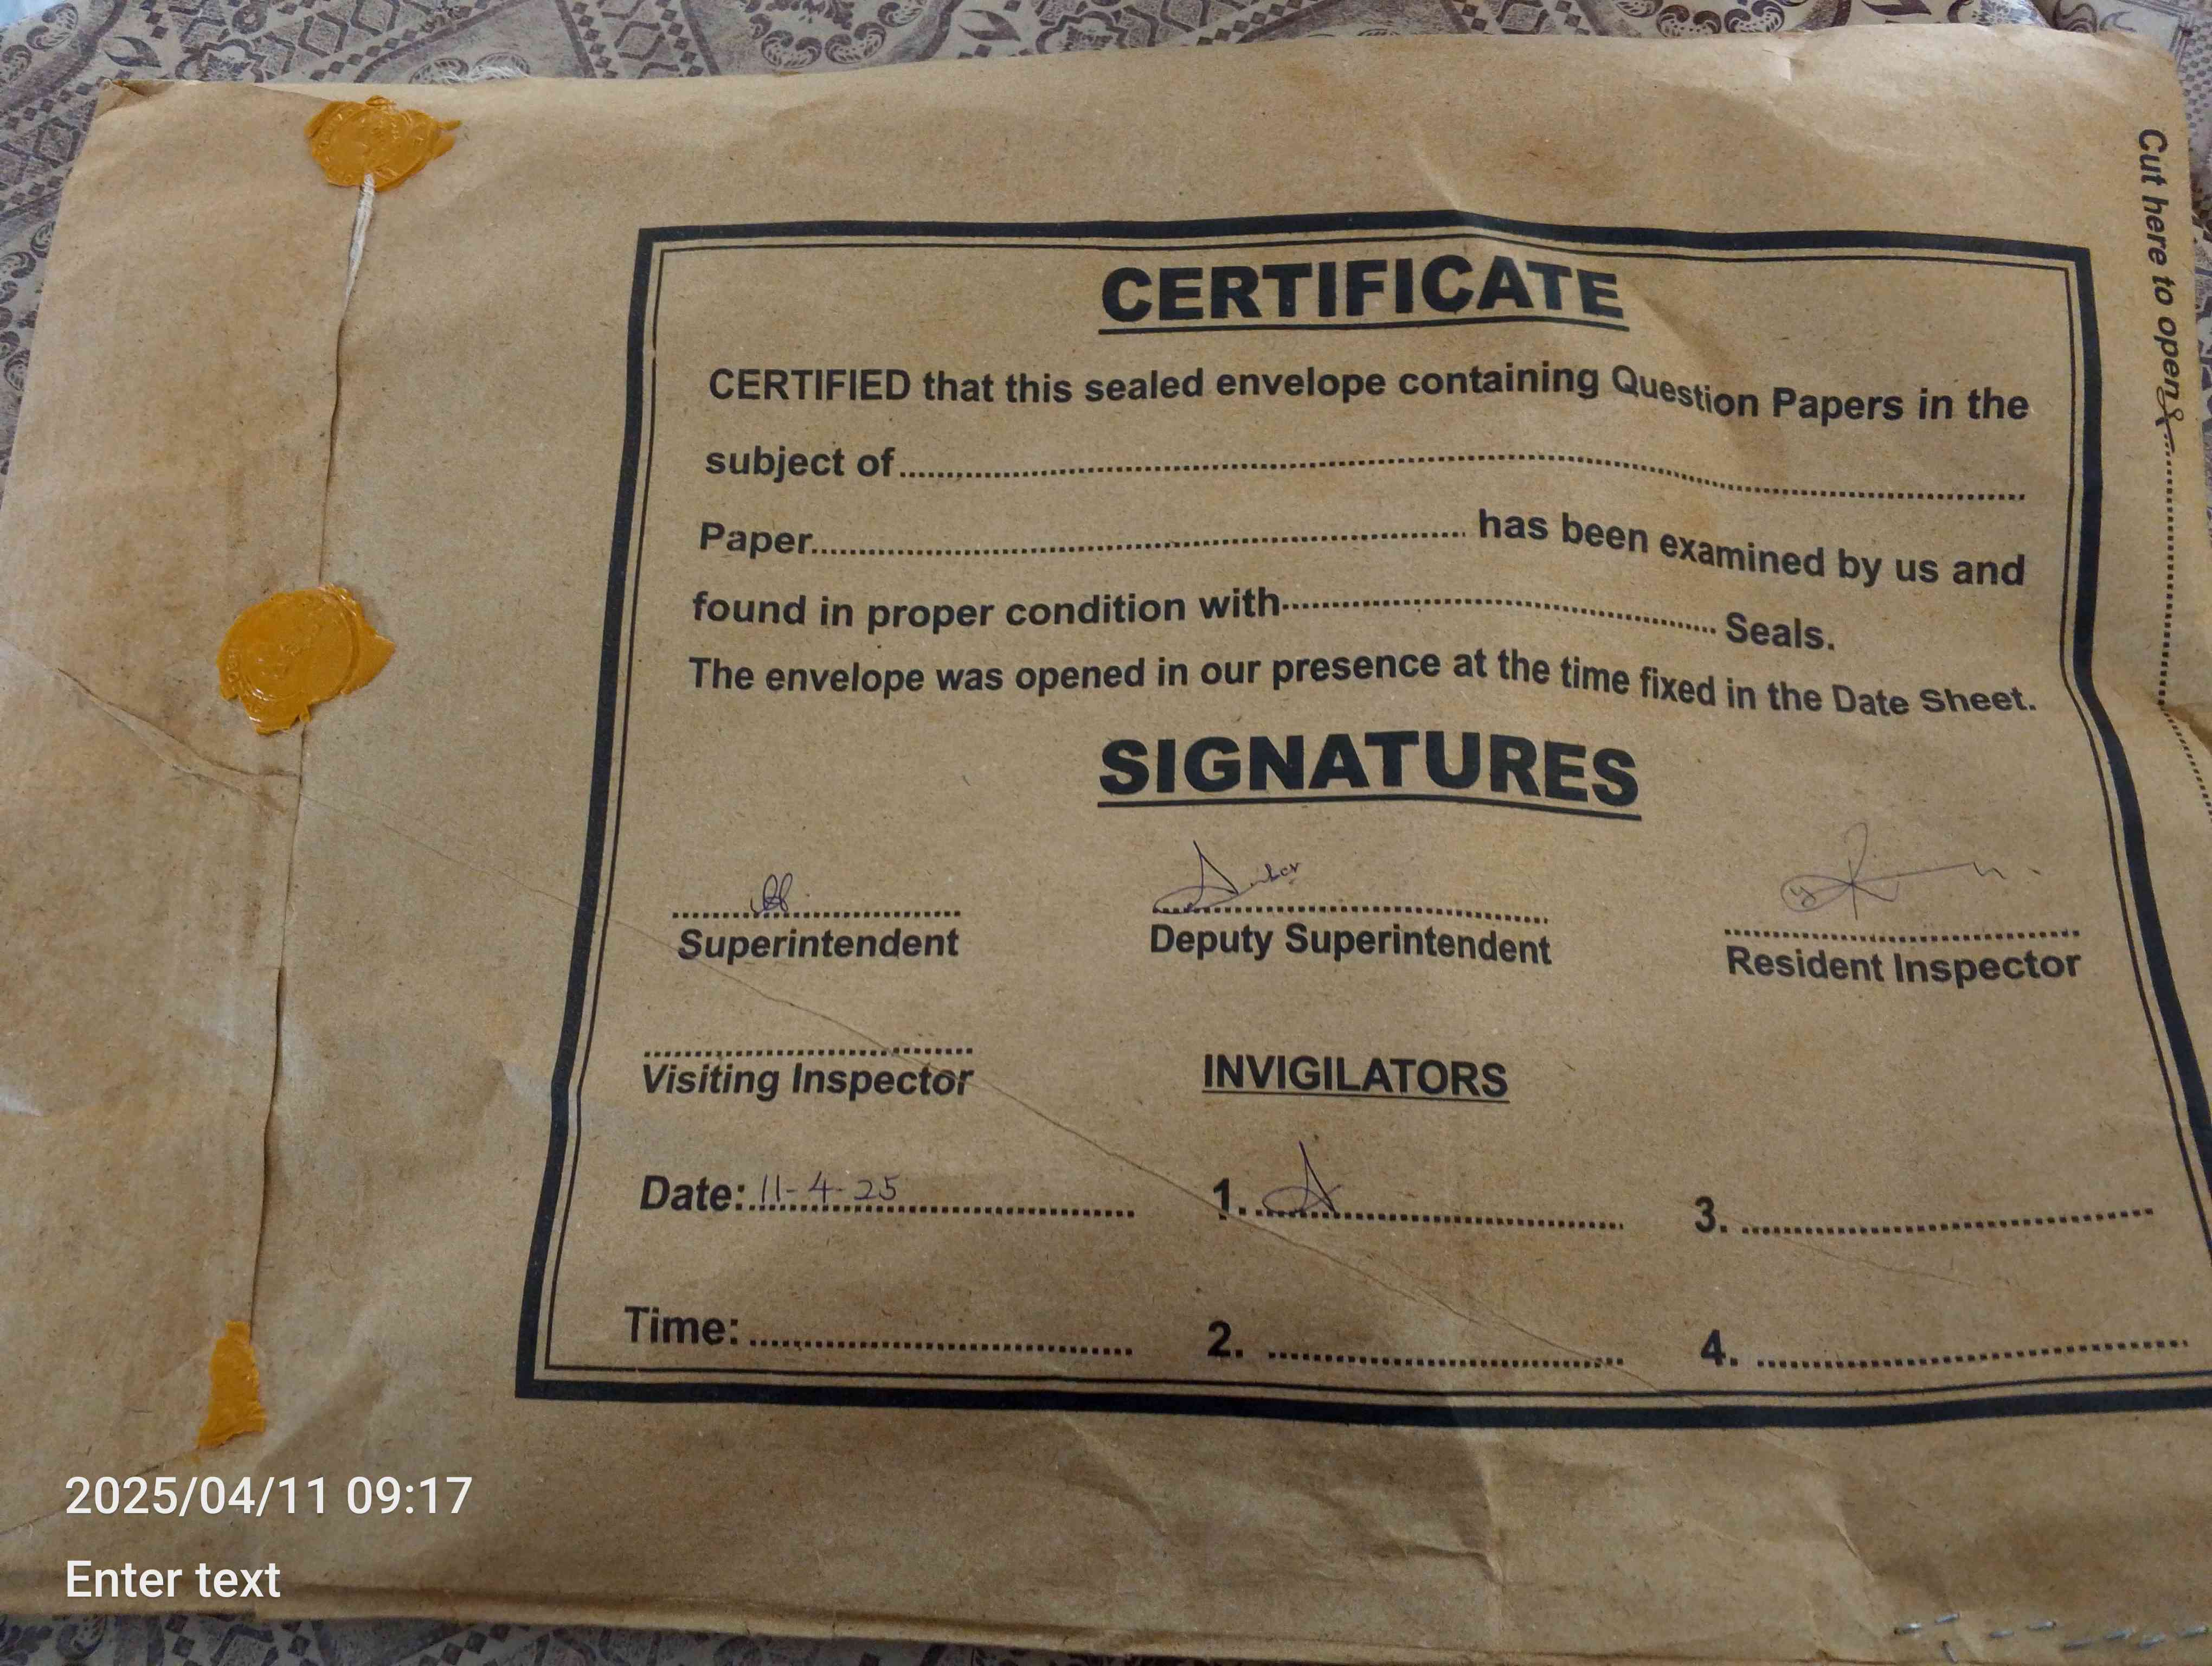 Cut here to open
CERTIFICATE
CERTIFIED that this sealed envelope containing Question Papers in the
subject of
Paper has been examined by us and
found in proper condition with Seals.
The envelope was opened in our presence at the time fixed in the Date Sheet.
SIGNATURES
Superintendent Deputy Superintendent Resident Inspector
Visiting Inspector INVIGILATORS
Date: 11-4-25 1. 3.
Time: 2. 4.
2025/04/11 09:17
Enter text